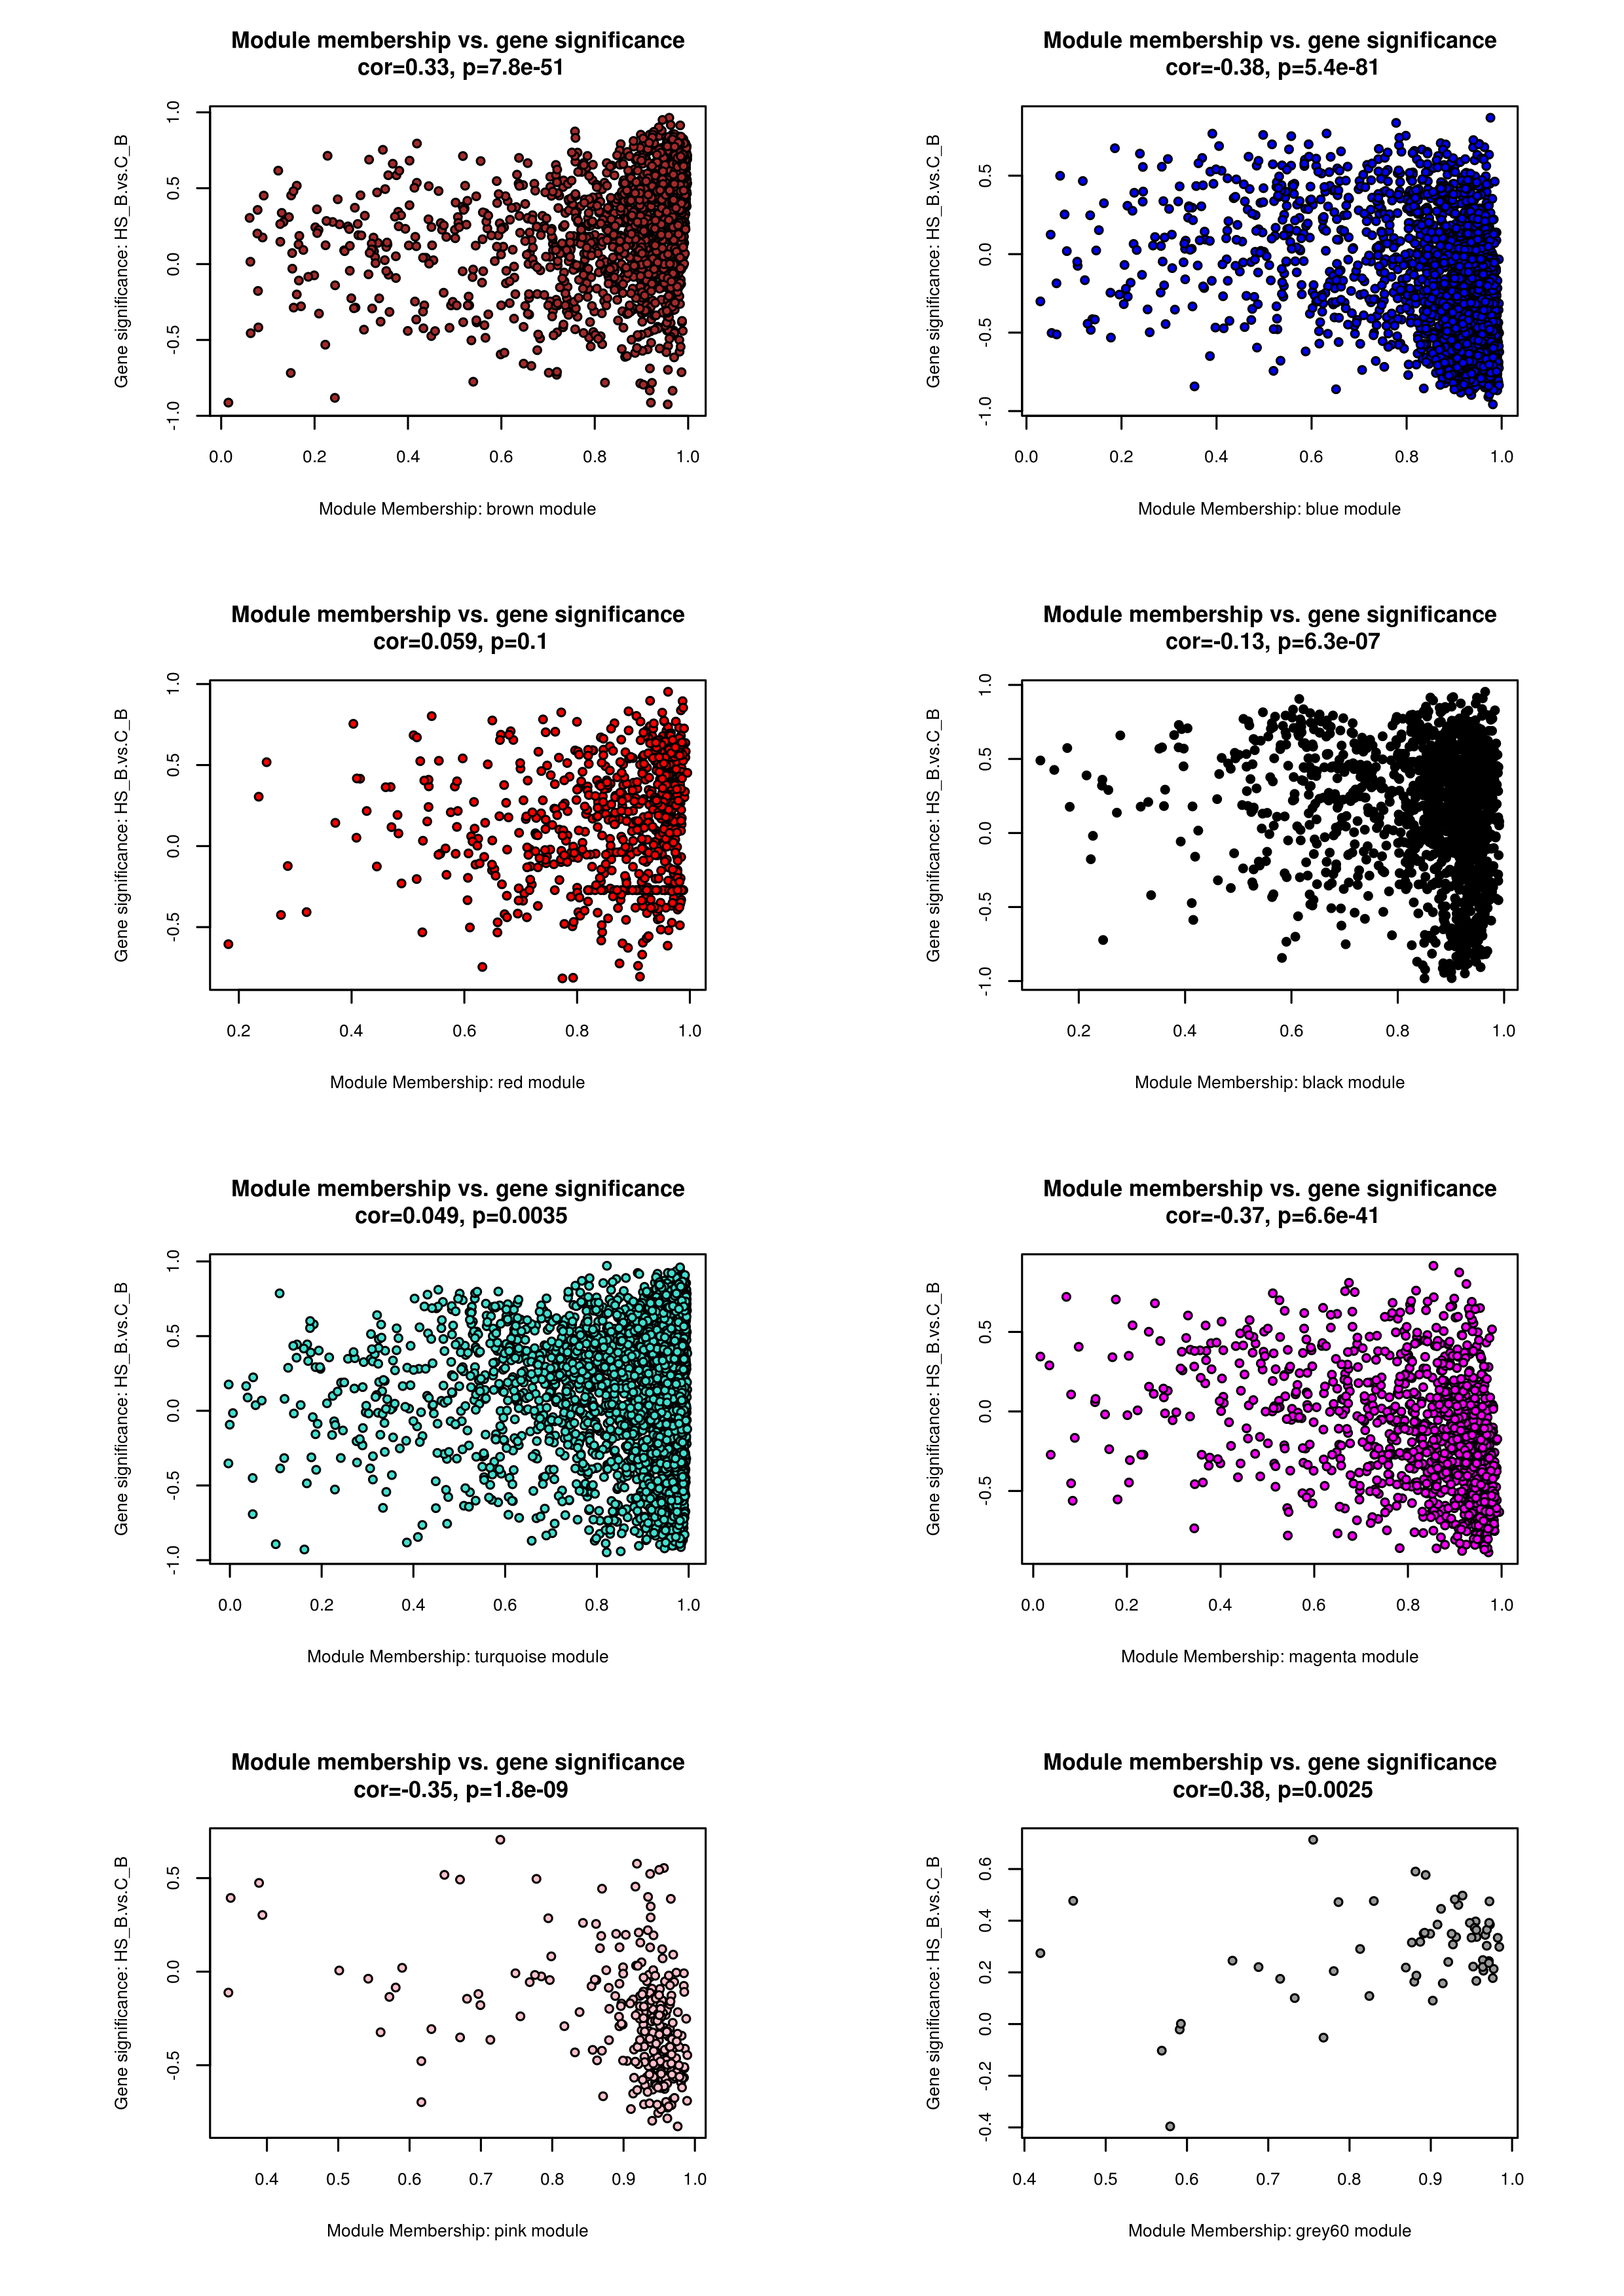 Module membership vs. gene significance
cor=0.33, p=7.8e-51
Gene significance: HS_B.vs.C_B
1.0
0.5
0.0
-0.5
-1.0
0.0 0.2 0.4 0.6 0.8 1.0
Module Membership: brown module
Module membership vs. gene significance
cor=-0.38, p=5.4e-81
Gene significance: HS_B.vs.C_B
0.5
0.0
-0.5
-1.0
0.0 0.2 0.4 0.6 0.8 1.0
Module Membership: blue module
Module membership vs. gene significance
cor=0.059, p=0.1
Gene significance: HS_B.vs.C_B
1.0
0.5
0.0
-0.5
0.2 0.4 0.6 0.8 1.0
Module Membership: red module
Module membership vs. gene significance
cor=-0.13, p=6.3e-07
Gene significance: HS_B.vs.C_B
1.0
0.5
0.0
-0.5
-1.0
0.2 0.4 0.6 0.8 1.0
Module Membership: black module
Module membership vs. gene significance
cor=0.049, p=0.0035
Gene significance: HS_B.vs.C_B
1.0
0.5
0.0
-0.5
-1.0
0.0 0.2 0.4 0.6 0.8 1.0
Module Membership: turquoise module
Module membership vs. gene significance
cor=-0.37, p=6.6e-41
Gene significance: HS_B.vs.C_B
0.5
0.0
-0.5
0.0 0.2 0.4 0.6 0.8 1.0
Module Membership: magenta module
Module membership vs. gene significance
cor=-0.35, p=1.8e-09
Gene significance: HS_B.vs.C_B
0.5
0.0
-0.5
0.4 0.5 0.6 0.7 0.8 0.9 1.0
Module Membership: pink module
Module membership vs. gene significance
cor=0.38, p=0.0025
Gene significance: HS_B.vs.C_B
0.6
0.4
0.2
0.0
-0.2
-0.4
0.4 0.5 0.6 0.7 0.8 0.9 1.0
Module Membership: grey60 module